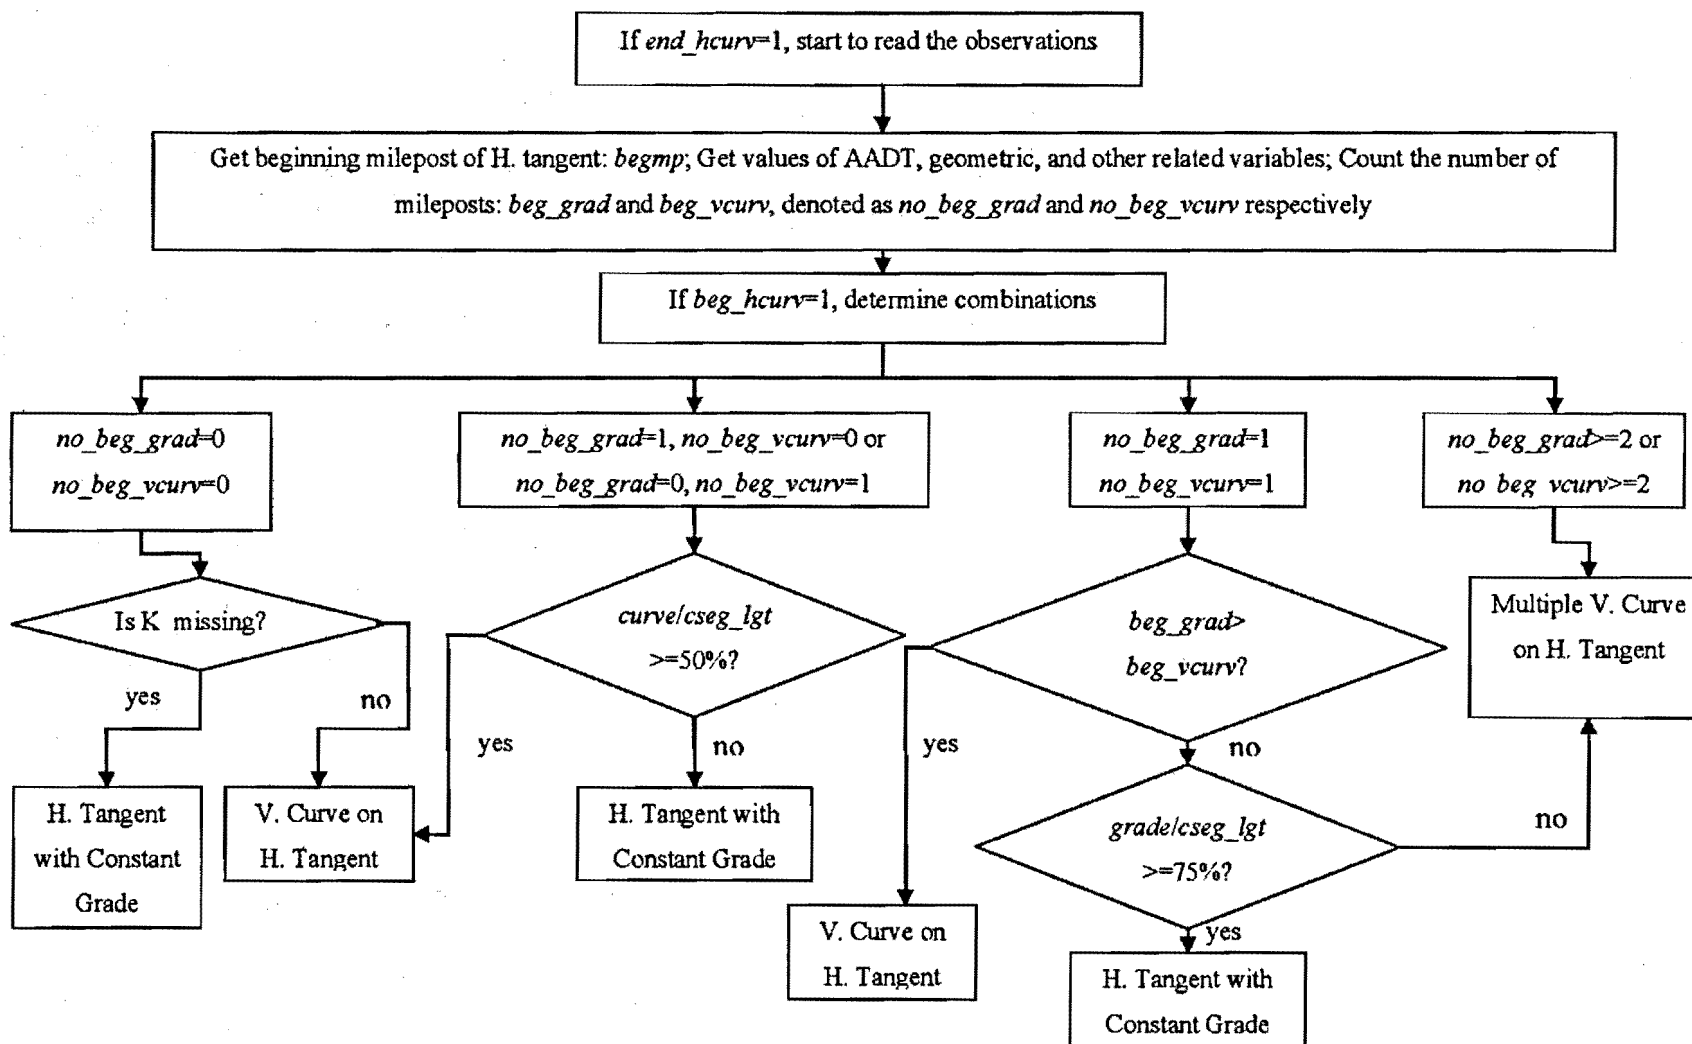 If end_hcurv=1, start to read the observations
Get beginning milepost of H. tangent: begmp; Get values of AADT, geometric, and other related variables; Count the number of
mileposts: beg_grad and beg_vcurv, denoted as no_beg_grad and no_beg_vcurv respectively
If beg_hcurv=1, determine combinations
no_beg_grad=0
no_beg_vcurv=0
no_beg_grad=1, no_beg_vcurv=0 or
no_beg_grad=0, no_beg_vcurv=1
no_beg_grad=1
no_beg_vcurv=1
no_beg_grad>=2 or
no beg vcurv>=2
Is K missing?
yes
no
curve/cseg_lgt
>=50%?
yes
no
beg_grad>
beg_vcurv?
yes
no
Multiple V. Curve
on H. Tangent
H. Tangent
with Constant
Grade
V. Curve on
H. Tangent
H. Tangent with
Constant Grade
grade/cseg_lgt
>=75%?
no
yes
V. Curve on
H. Tangent
H. Tangent with
Constant Grade